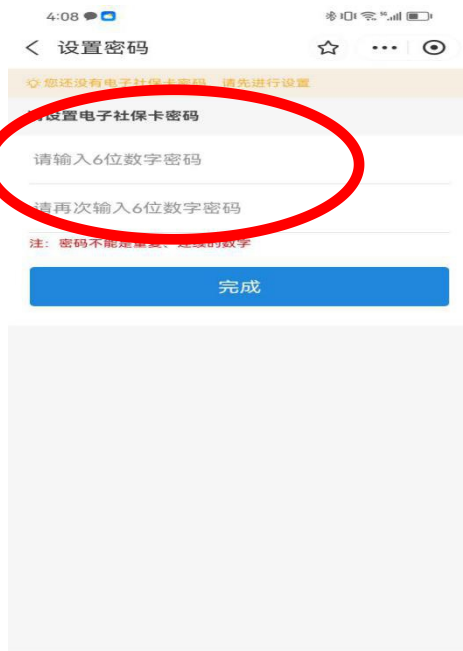 4:08
设置密码
您还没有电子社保卡密码，请先进行设置
设置电子社保卡密码
请输入6位数字密码
请再次输入6位数字密码
注：密码不能是重复、连续的数字
完成